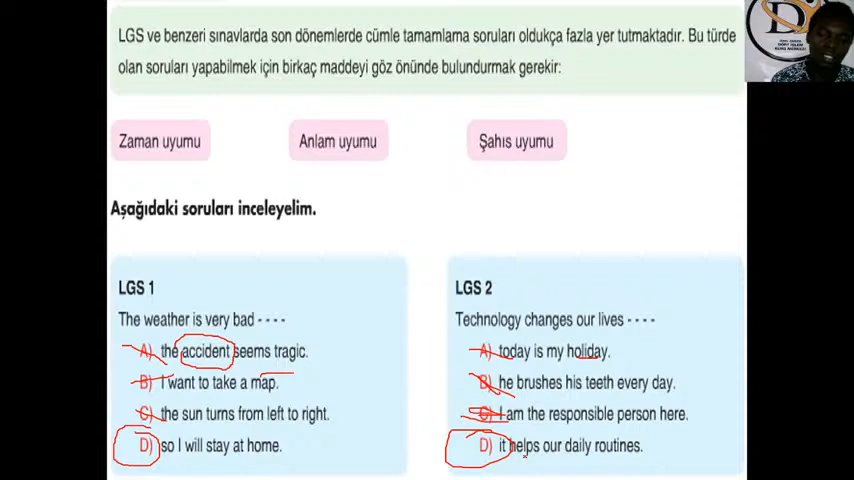 LGS ve benzeri sınavlarda son dönemlerde cümle tamamlama soruları oldukça fazla yer tutmaktadır. Bu türde
olan soruları yapabilmek için birkaç maddeyi göz önünde bulundurmak gerekir:
Zaman uyumu
Anlam uyumu
Şahıs uyumu
Aşağıdaki soruları inceleyelim.
LGS 1
The weather is very bad - - - -
A) the accident seems tragic.
B) I want to take a map.
C) the sun turns from left to right.
D) so I will stay at home.
LGS 2
Technology changes our lives - - - -
A) today is my holiday.
B) he brushes his teeth every day.
C) I am the responsible person here.
D) it helps our daily routines.